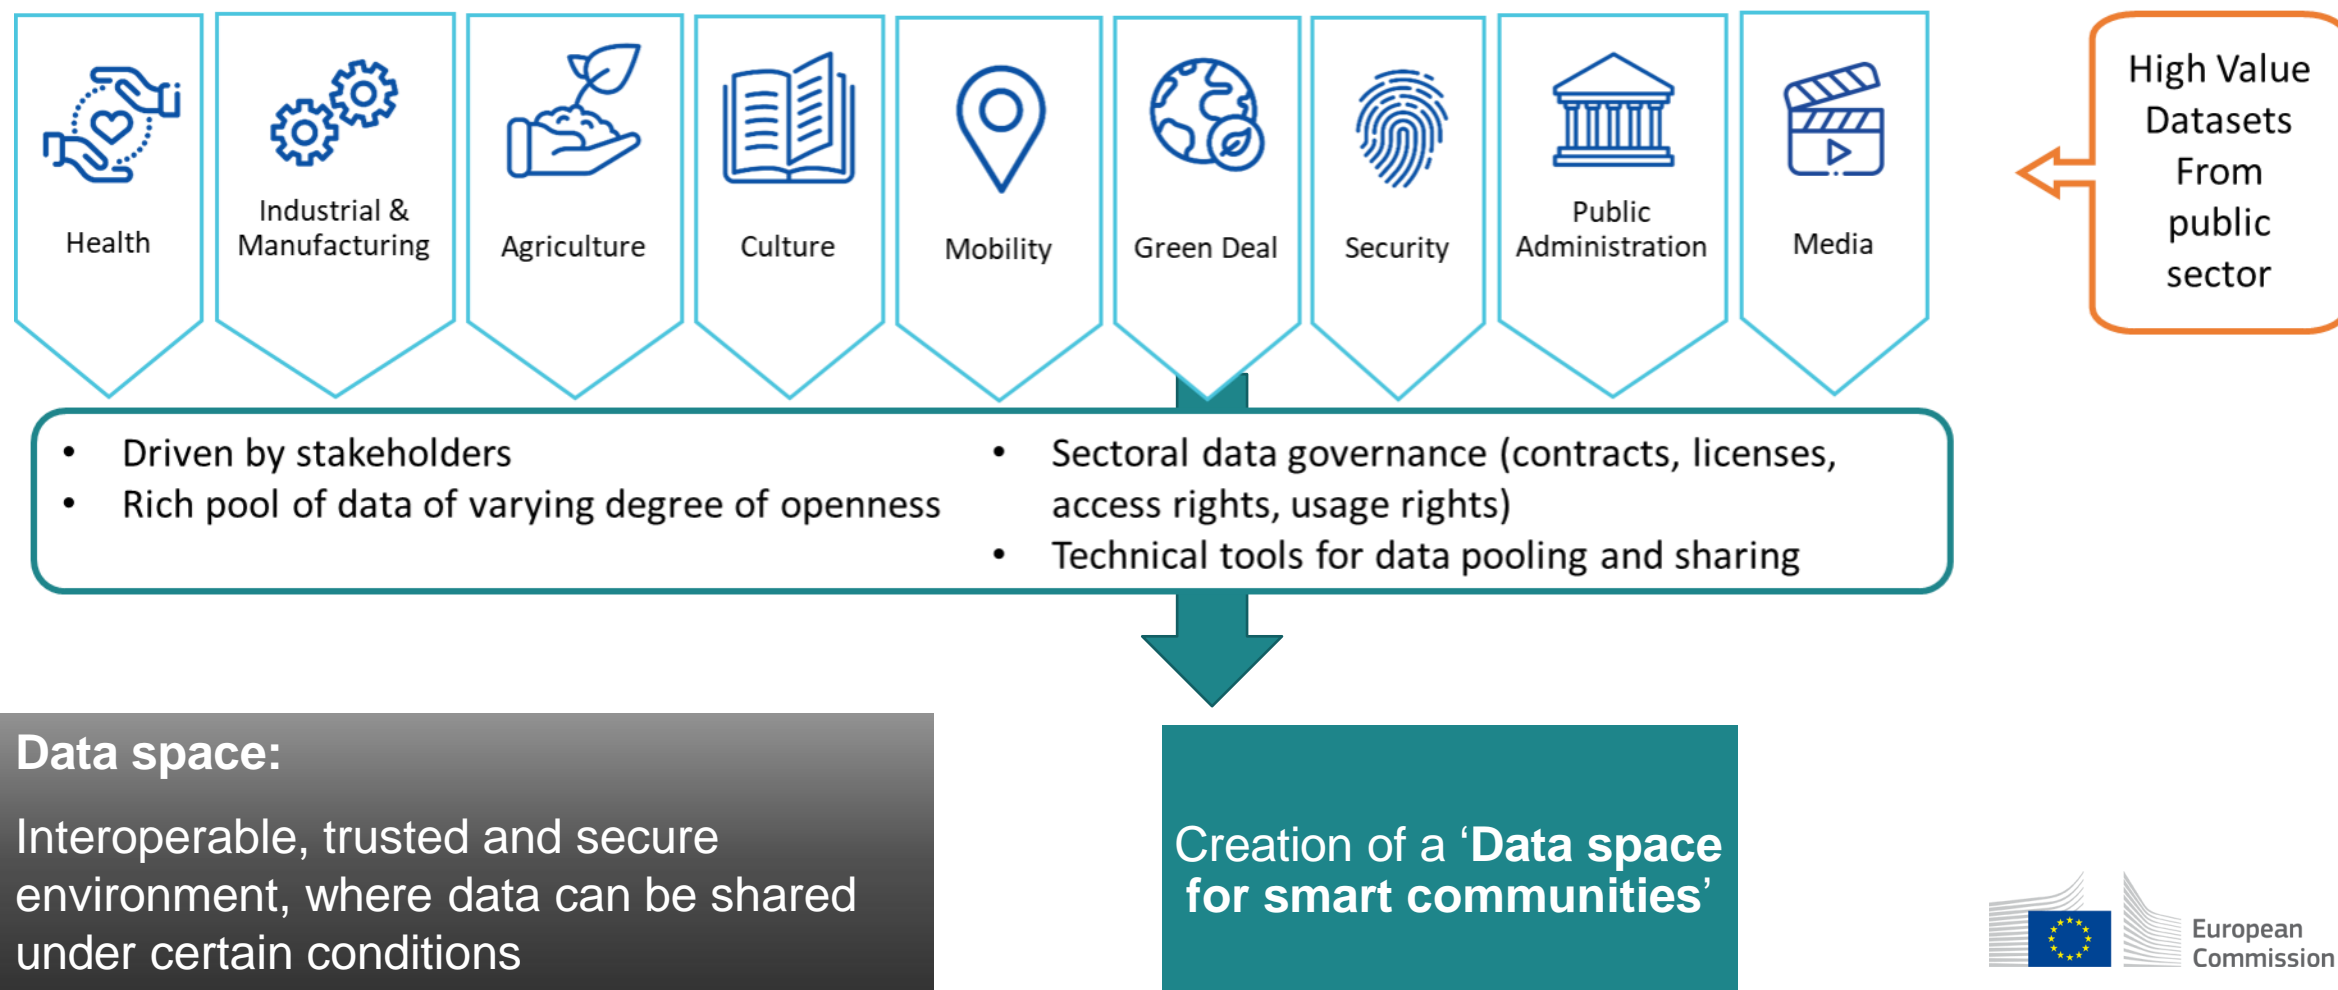 Health
Industrial &
Manufacturing
Agriculture
Culture
Mobility
Green Deal
Security
Public
Administration
Media
High Value
Datasets
From
public
sector
• Driven by stakeholders
• Rich pool of data of varying degree of openness
• Sectoral data governance (contracts, licenses,
access rights, usage rights)
• Technical tools for data pooling and sharing
Data space:
Interoperable, trusted and secure
environment, where data can be shared
under certain conditions
Creation of a ‘Data space
for smart communities’
European
Commission